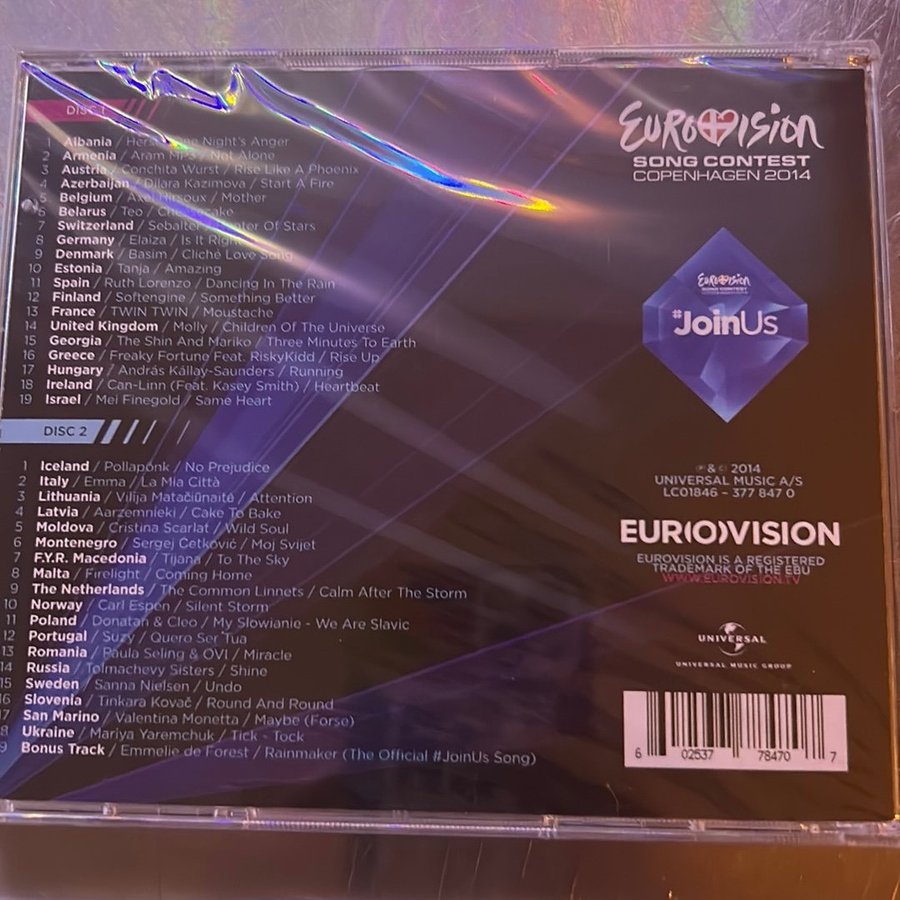 DISC 1
1 Albania / Hersi / One Night's Anger
2 Armenia / Aram MP3 / Not Alone
3 Austria / Conchita Wurst / Rise Like A Phoenix
4 Azerbaijan / Dilara Kazimova / Start A Fire
5 Belgium / Axel Hirsoux / Mother
6 Belarus / Teo / Cheesecake
7 Switzerland / Sebalter / Hunter Of Stars
8 Germany / Elaiza / Is It Right
9 Denmark / Basim / Cliché Love Song
10 Estonia / Tanja / Amazing
11 Spain / Ruth Lorenzo / Dancing In The Rain
12 Finland / Softengine / Something Better
13 France / TWIN TWIN / Moustache
14 United Kingdom / Molly / Children Of The Universe
15 Georgia / The Shin And Mariko / Three Minutes To Earth
16 Greece / Freaky Fortune Feat. RiskyKidd / Rise Up
17 Hungary / András Kállay-Saunders / Running
18 Ireland / Can-Linn (Feat. Kasey Smith) / Heartbeat
19 Israel / Mei Finegold / Same Heart
DISC 2
1 Iceland / Pollapönk / No Prejudice
2 Italy / Emma / La Mia Città
3 Lithuania / Vilija Matačiūnaitė / Attention
4 Latvia / Aarzemnieki / Cake To Bake
5 Moldova / Cristina Scarlat / Wild Soul
6 Montenegro / Sergej Ćetković / Moj Svijet
7 F.Y.R. Macedonia / Tijana / To The Sky
8 Malta / Firelight / Coming Home
9 The Netherlands / The Common Linnets / Calm After The Storm
10 Norway / Carl Espen / Silent Storm
11 Poland / Donatan & Cleo / My Słowianie - We Are Slavic
12 Portugal / Suzy / Quero Ser Tua
13 Romania / Paula Seling & OVI / Miracle
14 Russia / Tolmachevy Sisters / Shine
15 Sweden / Sanna Nielsen / Undo
16 Slovenia / Tinkara Kovač / Round And Round
17 San Marino / Valentina Monetta / Maybe (Forse)
8 Ukraine / Mariya Yaremchuk / Tick - Tock
9 Bonus Track / Emmelie de Forest / Rainmaker (The Official #JoinUs Song)
EUROVISION
SONG CONTEST
COPENHAGEN 2014
EUROVISION
SONG CONTEST
COPENHAGEN 2014
#JoinUs
℗ & © 2014
UNIVERSAL MUSIC A/S
LC01846 – 377 847 0
EUROVISION
EUROVISION IS A REGISTERED
TRADEMARK OF THE EBU
WWW.EUROVISION.TV
UNIVERSAL
UNIVERSAL MUSIC GROUP
6 02537 78470 7